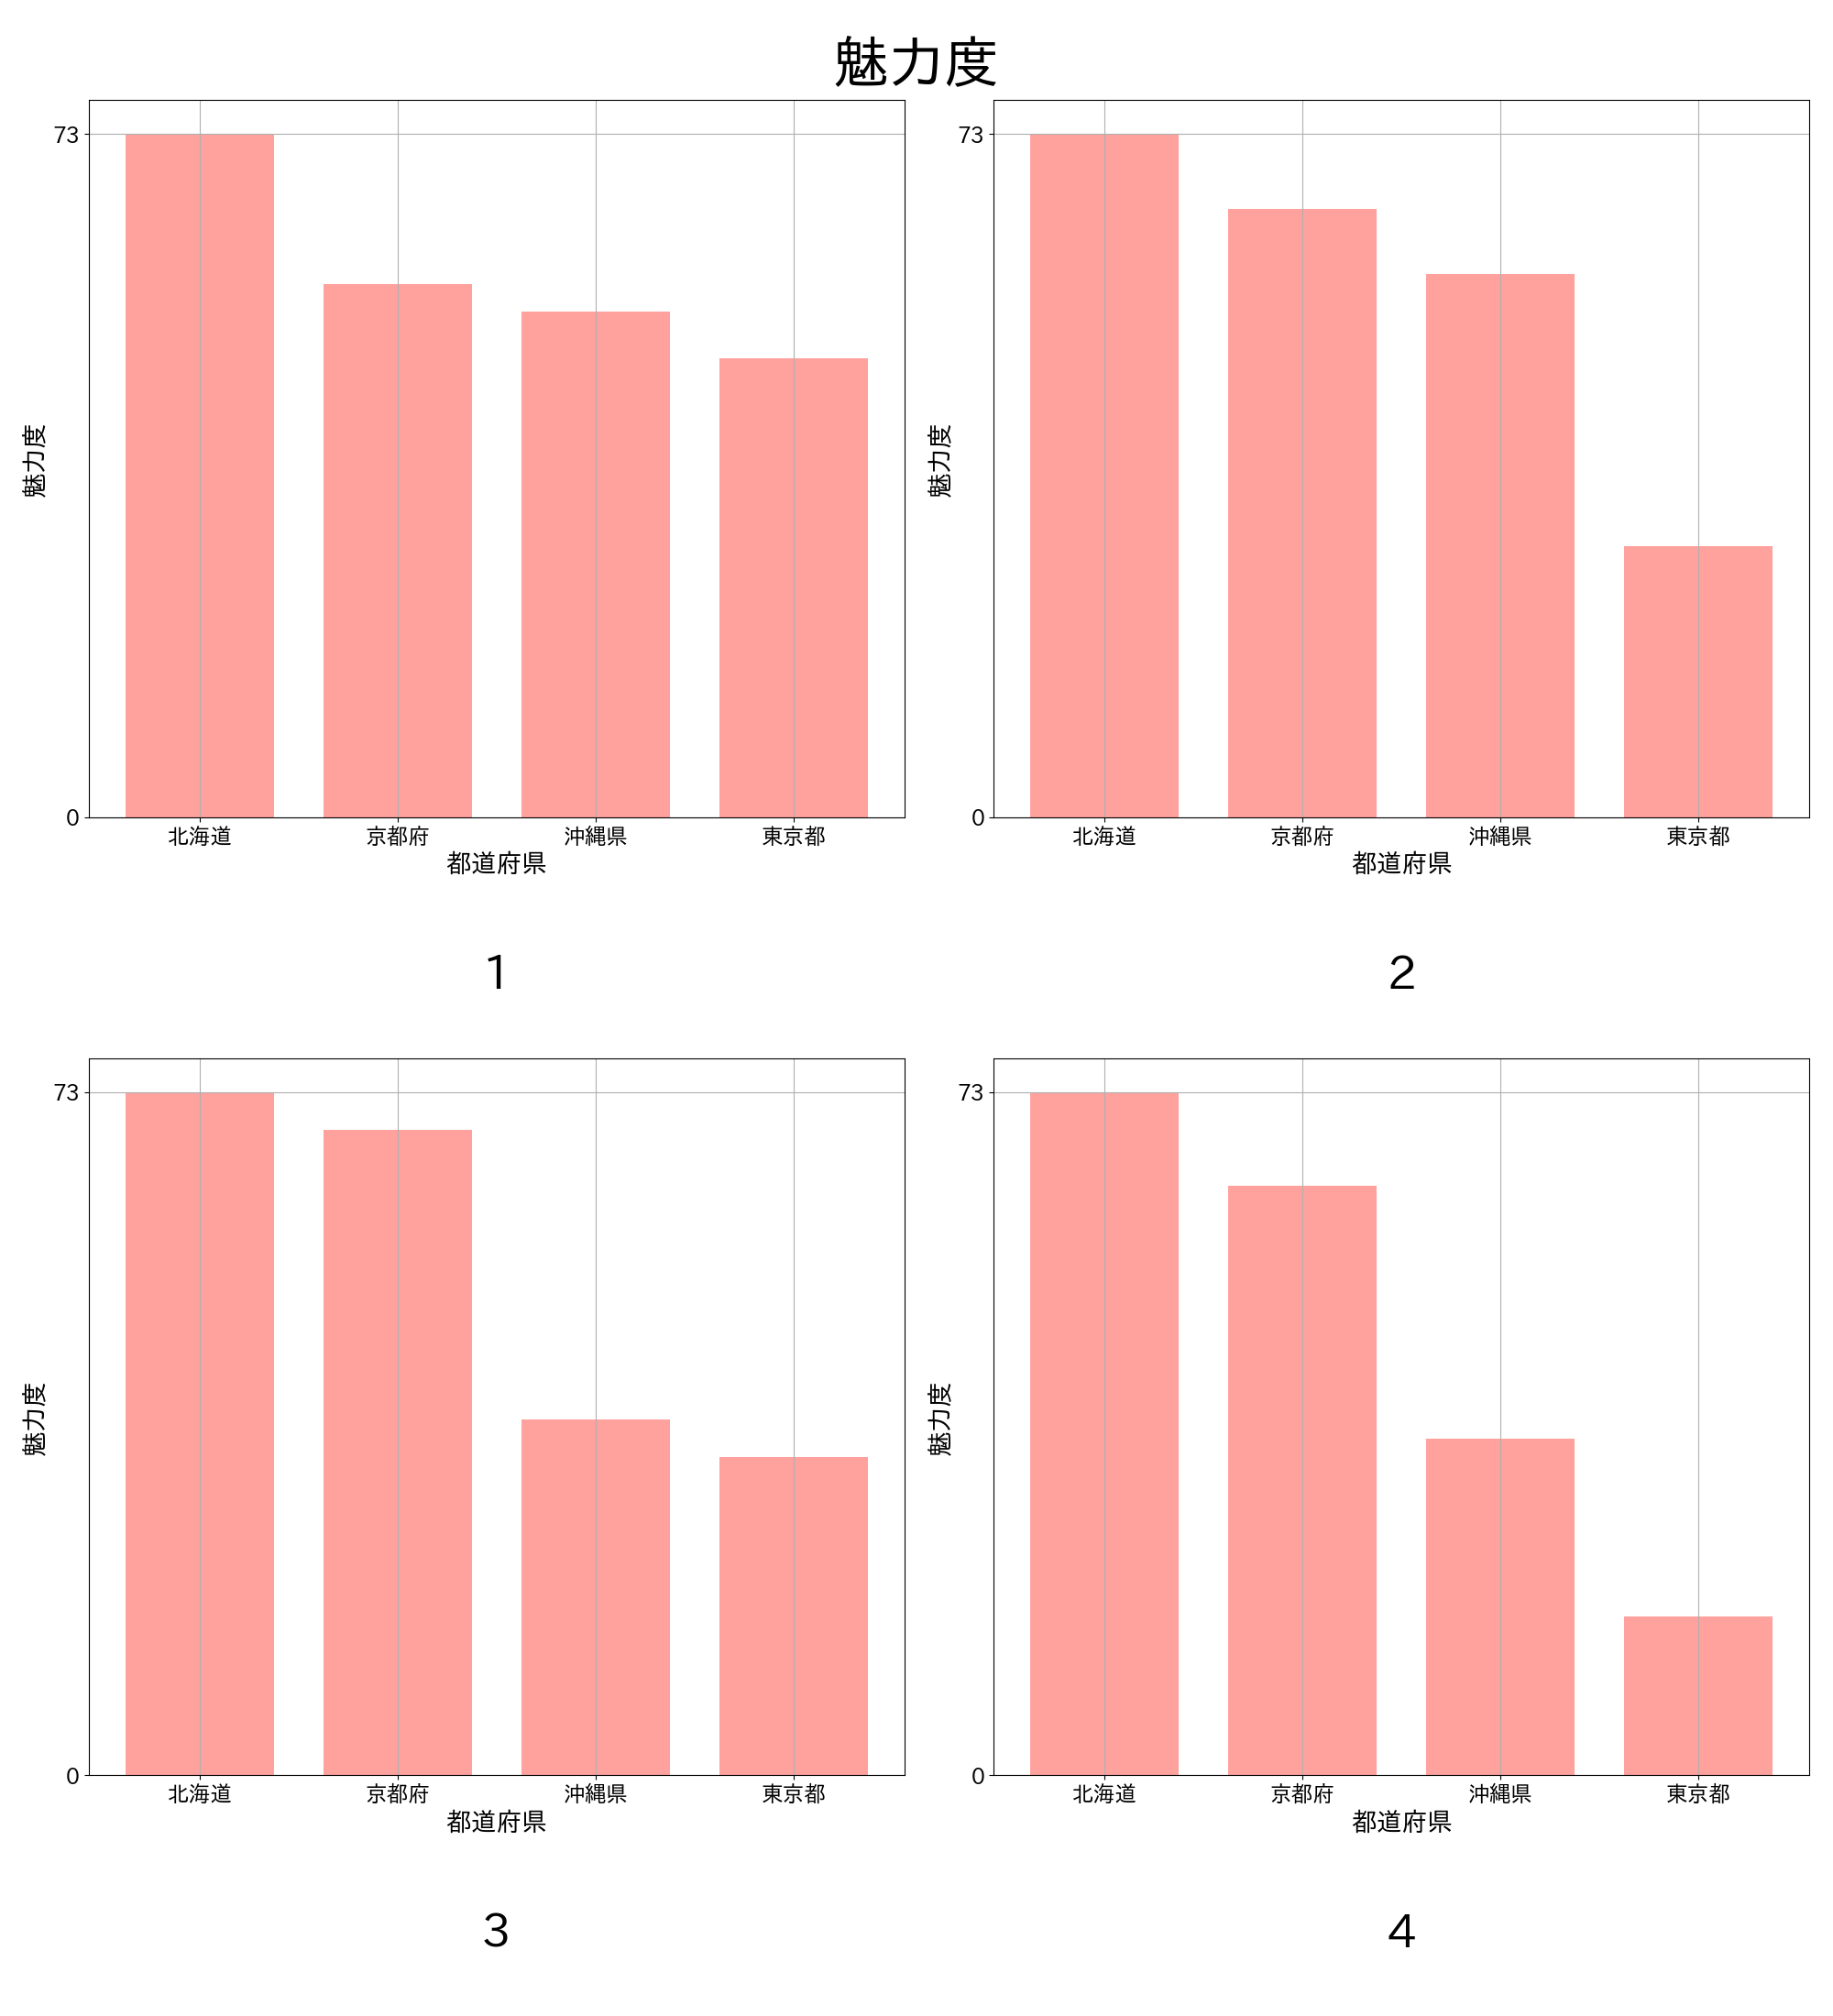 魅力度
73
0
魅力度
北海道 京都府 沖縄県 東京都
都道府県
1
73
0
魅力度
北海道 京都府 沖縄県 東京都
都道府県
2
73
0
魅力度
北海道 京都府 沖縄県 東京都
都道府県
3
73
0
魅力度
北海道 京都府 沖縄県 東京都
都道府県
4